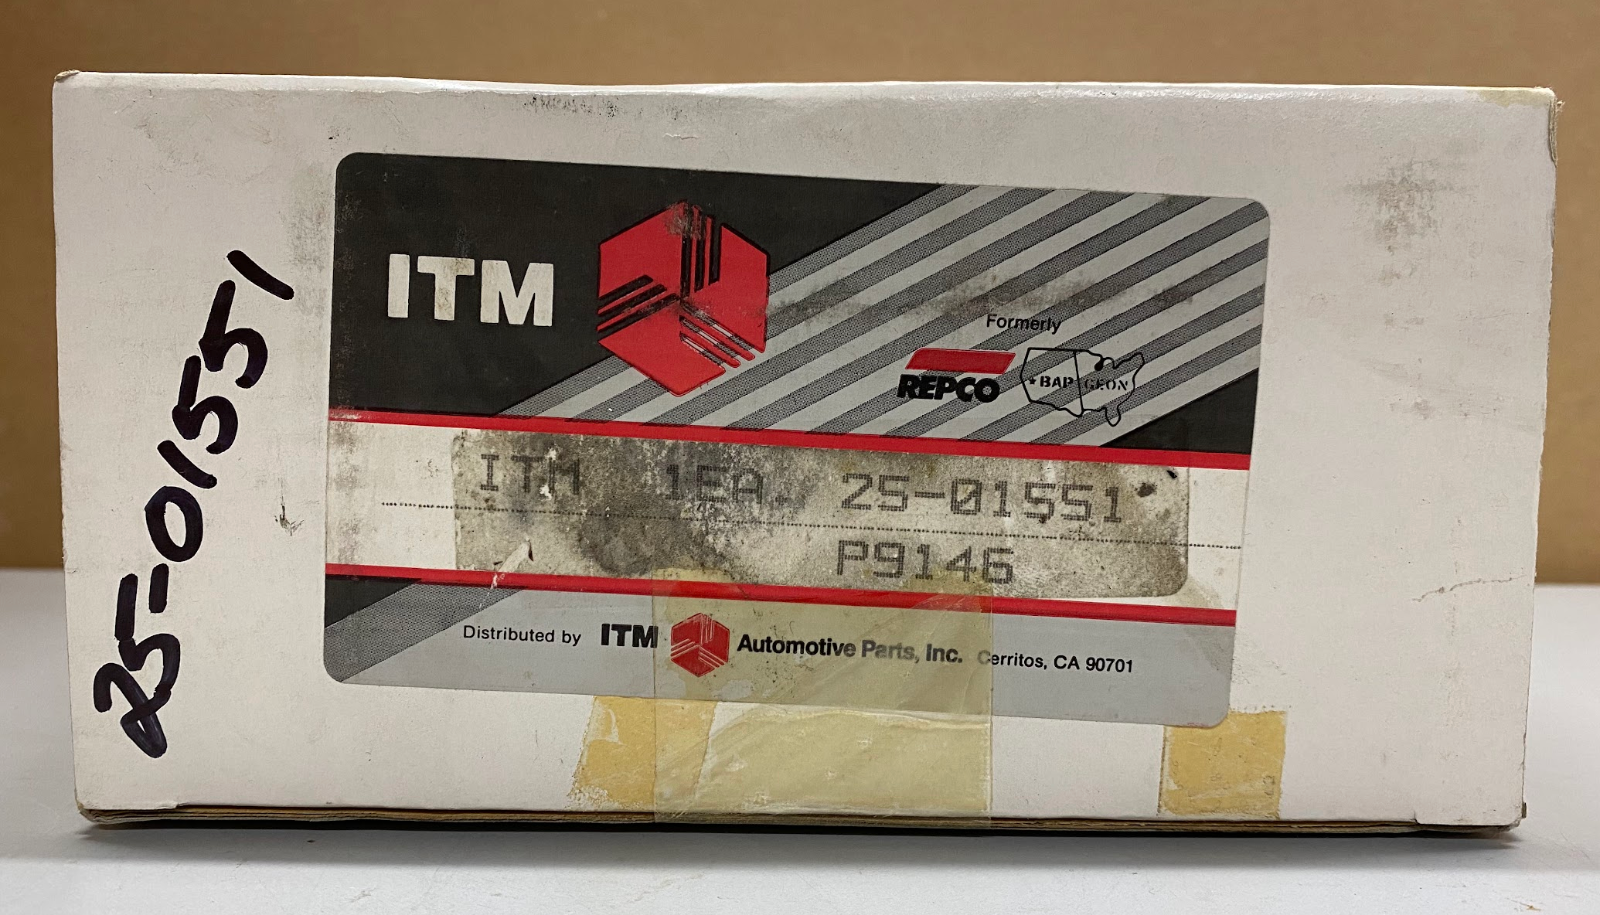 25-01551
ITM
Formerly
REPCO
BAP GEON
ITM 1EA. 25-01551
P9146
Distributed by ITM Automotive Parts, Inc. Cerritos, CA 90701